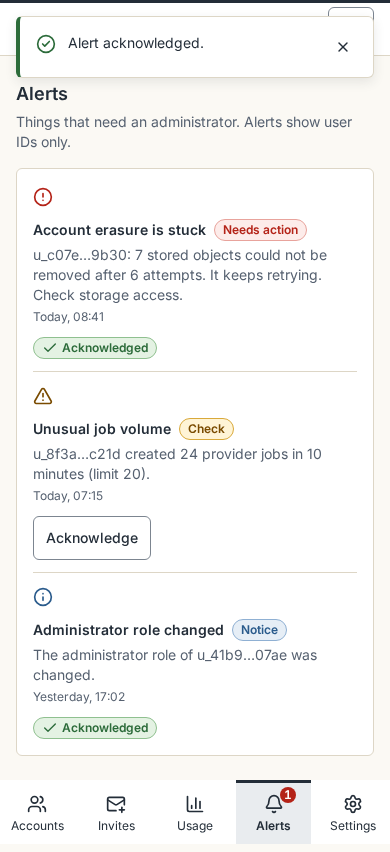 Alert acknowledged.
Alerts
Things that need an administrator. Alerts show user
IDs only.
Account erasure is stuck Needs action
u_c07e…9b30: 7 stored objects could not be
removed after 6 attempts. It keeps retrying.
Check storage access.
Today, 08:41
Acknowledged
Unusual job volume Check
u_8f3a…c21d created 24 provider jobs in 10
minutes (limit 20).
Today, 07:15
Acknowledge
Administrator role changed Notice
The administrator role of u_41b9…07ae was
changed.
Yesterday, 17:02
Acknowledged
1
Accounts Invites Usage Alerts Settings